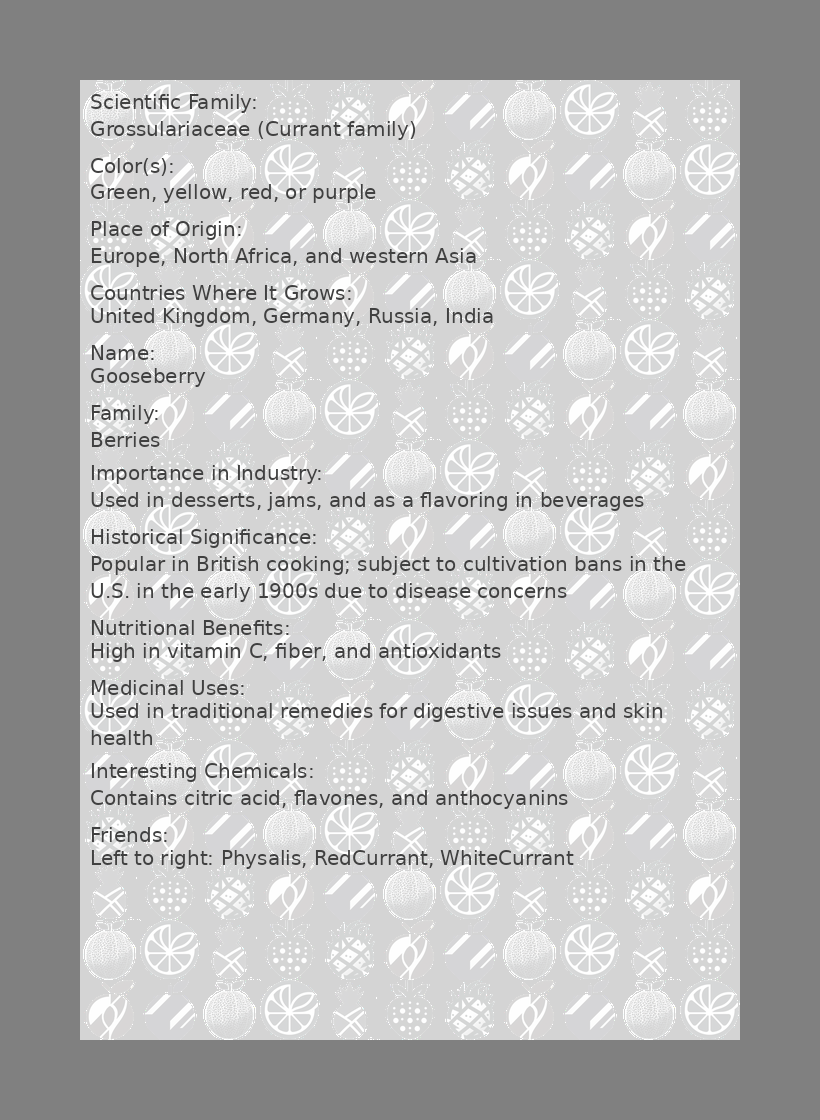 Scientific Family:
Grossulariaceae (Currant family)
Color(s):
Green, yellow, red, or purple
Place of Origin:
Europe, North Africa, and western Asia
Countries Where It Grows:
United Kingdom, Germany, Russia, India
Name:
Gooseberry
Family:
Berries
Importance in Industry:
Used in desserts, jams, and as a flavoring in beverages
Historical Significance:
Popular in British cooking; subject to cultivation bans in the
U.S. in the early 1900s due to disease concerns
Nutritional Benefits:
High in vitamin C, fiber, and antioxidants
Medicinal Uses:
Used in traditional remedies for digestive issues and skin
health
Interesting Chemicals:
Contains citric acid, flavones, and anthocyanins
Friends:
Left to right: Physalis, RedCurrant, WhiteCurrant